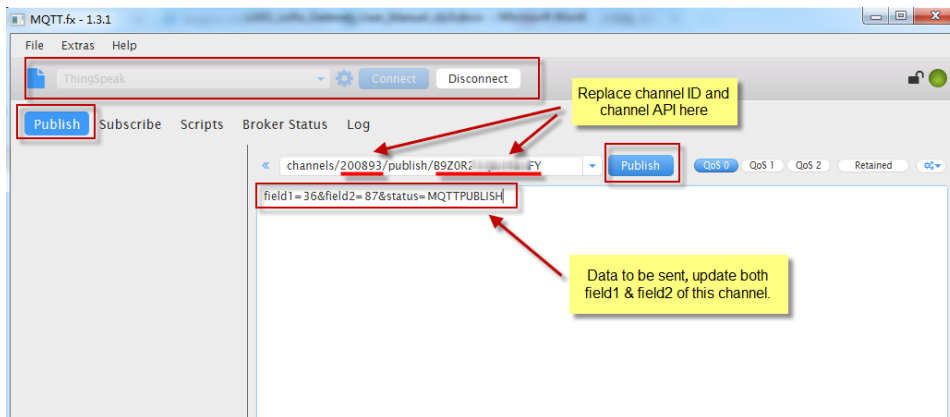 MQTT.fx - 1.3.1
File Extras Help
ThingSpeak Connect Disconnect
Replace channel ID and
channel API here
Publish Subscribe Scripts Broker Status Log
channels/200893/publish/B9Z0R FY Publish QoS 0 QoS 1 QoS 2 Retained
field1=36&field2=87&status=MQTTPUBLISH
Data to be sent, update both
field1 & field2 of this channel.